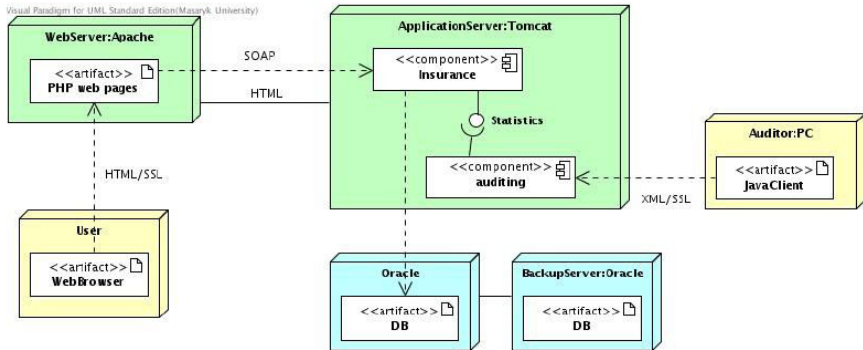 Visual Paradigm for UML Standard Edition(Masaryk University)
WebServer:Apache
<<artifact>>
PHP web pages
SOAP
HTML
ApplicationServer:Tomcat
<<component>>
Insurance
Statistics
<<component>>
auditing
Auditor:PC
<<artifact>>
JavaClient
XML/SSL
HTML/SSL
User
<<artifact>>
WebBrowser
Oracle
<<artifact>>
DB
BackupServer:Oracle
<<artifact>>
DB